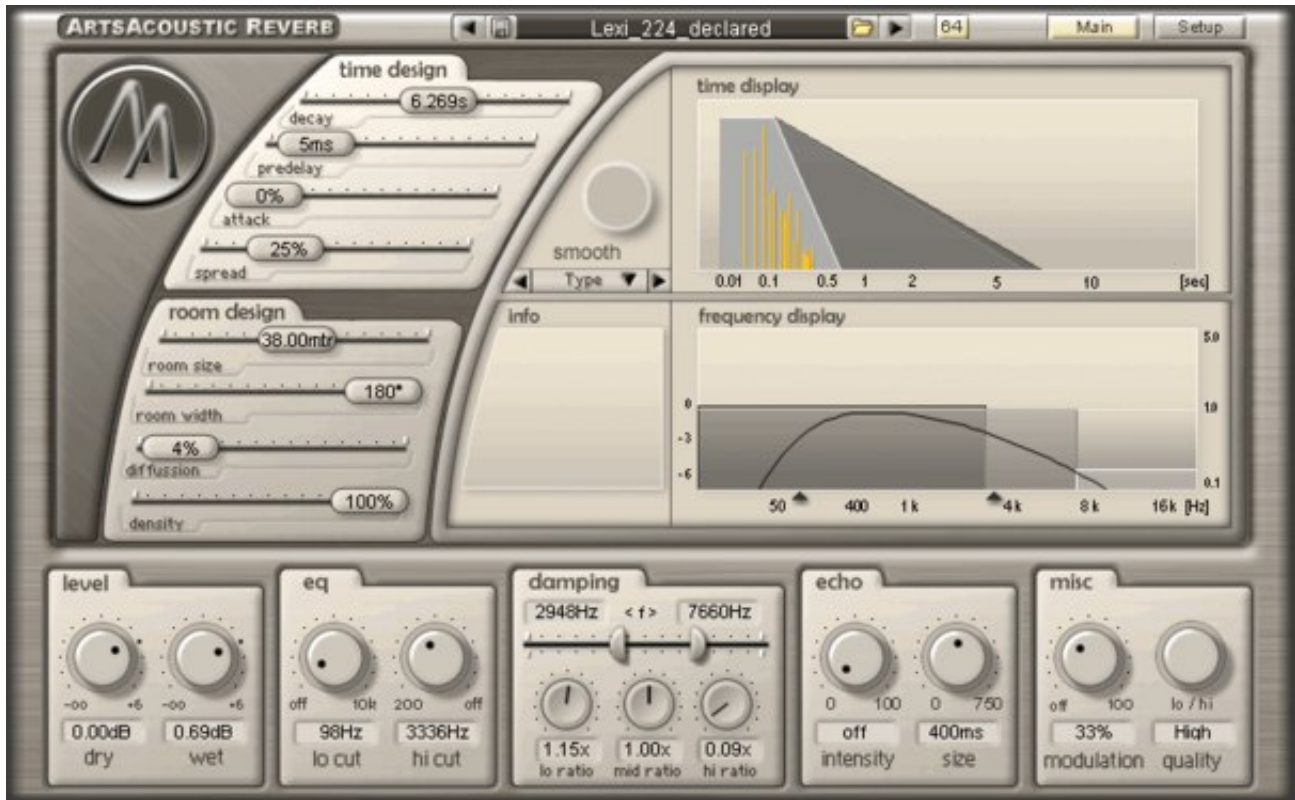 ARTSACOUSTIC REVERB
Lexi_224_declared
64
Main
Setup
time design
6.269s
decay
5ms
predelay
0%
attack
25%
spread
room design
38.00mtr
room size
180°
room width
4%
diffussion
100%
density
smooth
Type
time display
0.01 0.1 0.5 1 2 5 10 [sec]
info
frequency display
5.0
0 1.0
-3
-6 0.1
50 400 1k 4k 8k 16k [Hz]
level
-oo +6 -oo +6
0.00dB 0.69dB
dry wet
eq
off 10k 200 off
98Hz 3336Hz
lo cut hi cut
damping
2948Hz <f> 7660Hz
1.15x 1.00x 0.09x
lo ratio mid ratio hi ratio
echo
0 100 0 750
off 400ms
intensity size
misc
off 100 lo / hi
33% High
modulation quality